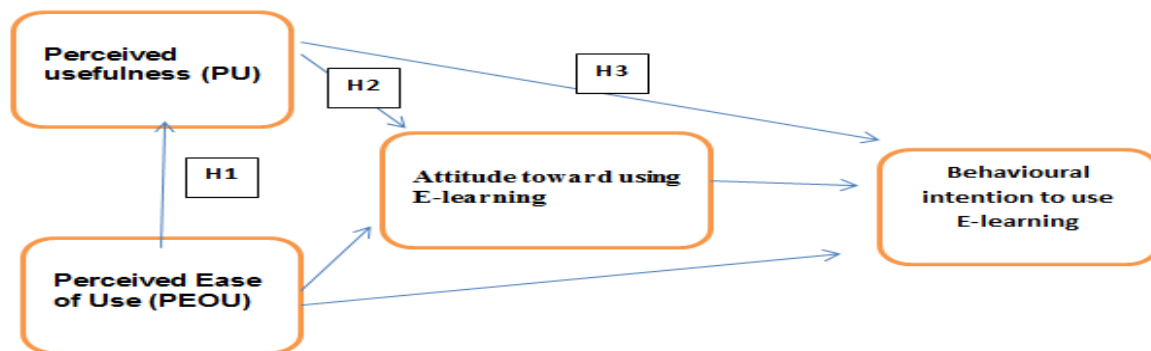 Perceived
usefulness (PU)
H2
H3
H1
Attitude toward using
E-learning
Behavioural
intention to use
E-learning
Perceived Ease
of Use (PEOU)